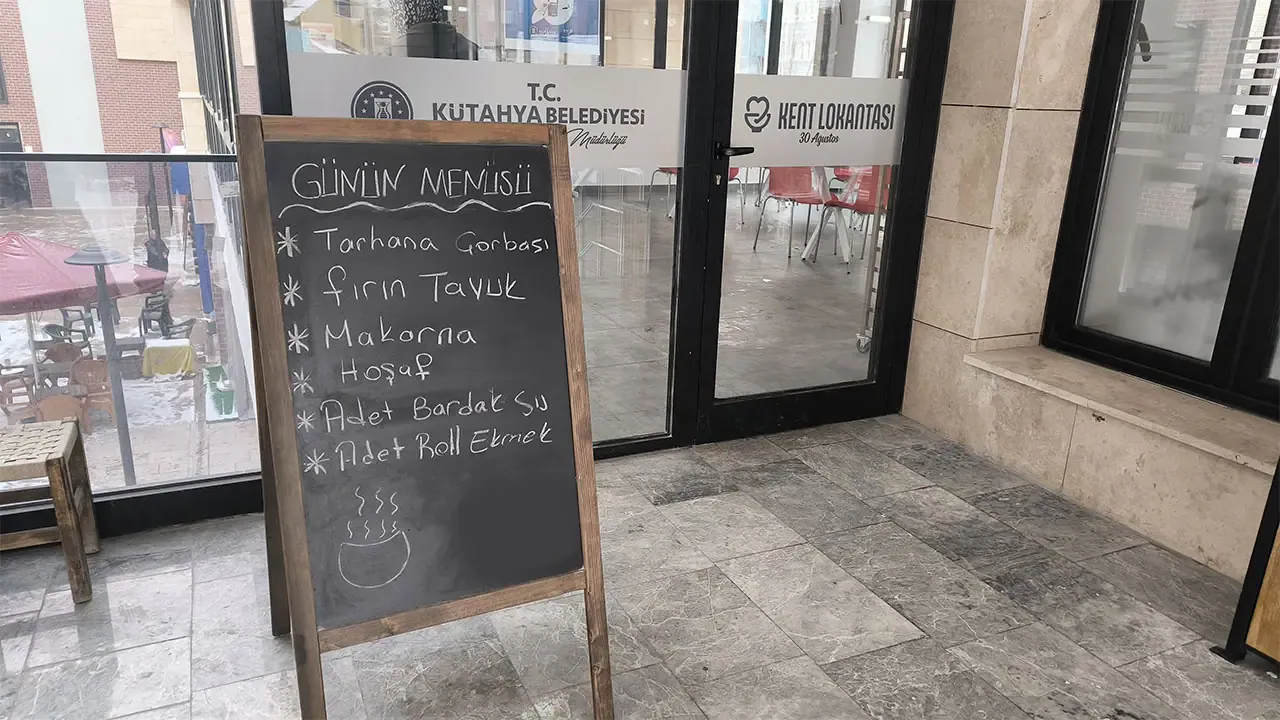 T.C.
KÜTAHYA BELEDİYESİ
Müdürlüğü
KENT LOKANTASI
30 Ağustos
GÜNÜN MENÜSÜ
* Tarhana Çorbası
* fırın Tavuk
* Makarna
* Hoşaf
* Adet Bardak Su
* Adet Roll Ekmek